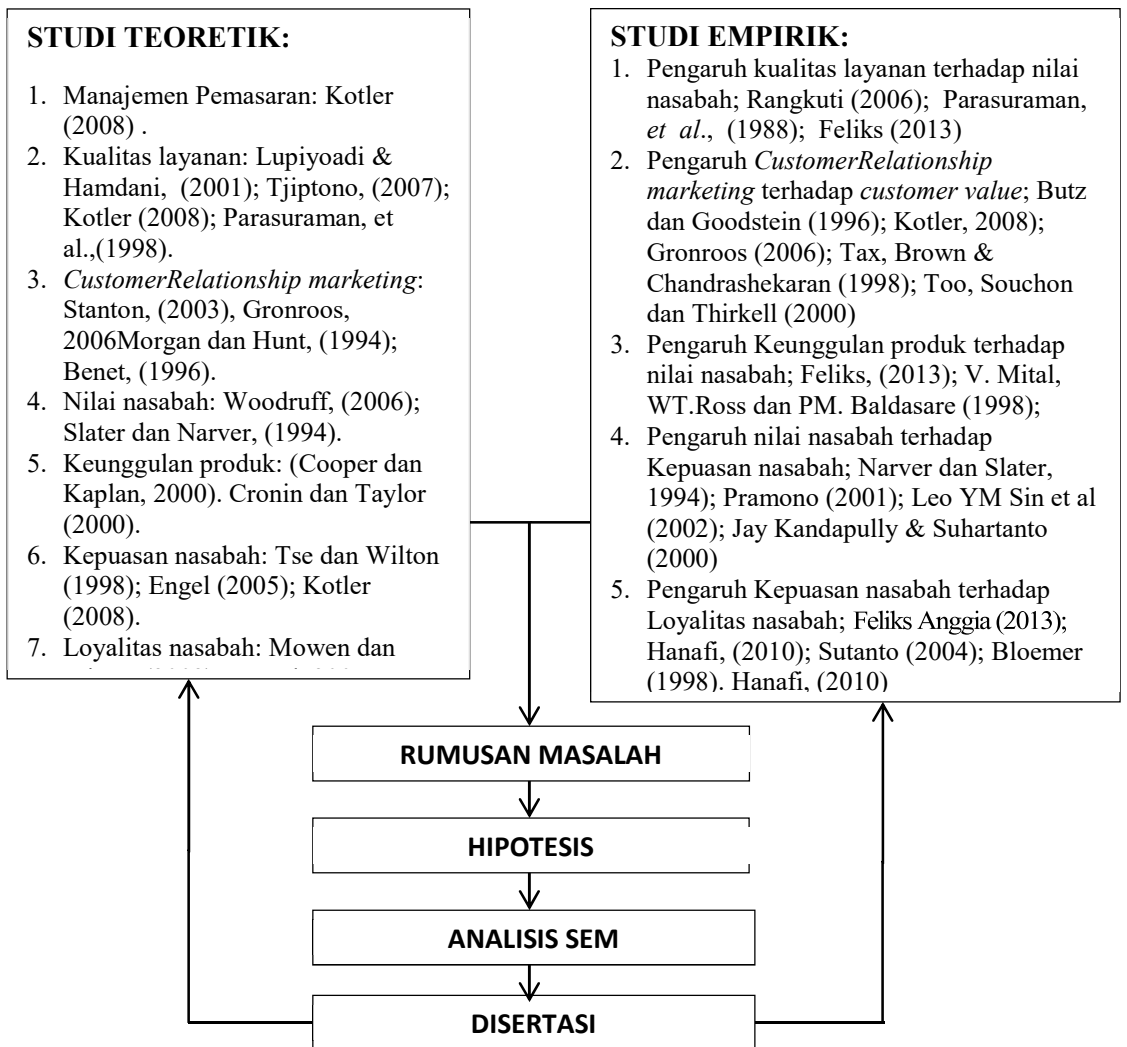 STUDI TEORETIK:
1. Manajemen Pemasaran: Kotler
(2008) .
2. Kualitas layanan: Lupiyoadi &
Hamdani, (2001); Tjiptono, (2007);
Kotler (2008); Parasuraman, et
al.,(1998).
3. CustomerRelationship marketing:
Stanton, (2003), Gronroos,
2006Morgan dan Hunt, (1994);
Benet, (1996).
4. Nilai nasabah: Woodruff, (2006);
Slater dan Narver, (1994).
5. Keunggulan produk: (Cooper dan
Kaplan, 2000). Cronin dan Taylor
(2000).
6. Kepuasan nasabah: Tse dan Wilton
(1998); Engel (2005); Kotler
(2008).
7. Loyalitas nasabah: Mowen dan
STUDI EMPIRIK:
1. Pengaruh kualitas layanan terhadap nilai
nasabah; Rangkuti (2006); Parasuraman,
et al., (1988); Feliks (2013)
2. Pengaruh CustomerRelationship
marketing terhadap customer value; Butz
dan Goodstein (1996); Kotler, 2008);
Gronroos (2006); Tax, Brown &
Chandrashekaran (1998); Too, Souchon
dan Thirkell (2000)
3. Pengaruh Keunggulan produk terhadap
nilai nasabah; Feliks, (2013); V. Mital,
WT.Ross dan PM. Baldasare (1998);
4. Pengaruh nilai nasabah terhadap
Kepuasan nasabah; Narver dan Slater,
1994); Pramono (2001); Leo YM Sin et al
(2002); Jay Kandapully & Suhartanto
(2000)
5. Pengaruh Kepuasan nasabah terhadap
Loyalitas nasabah; Feliks Anggia (2013);
Hanafi, (2010); Sutanto (2004); Bloemer
(1998). Hanafi, (2010)
RUMUSAN MASALAH
HIPOTESIS
ANALISIS SEM
DISERTASI